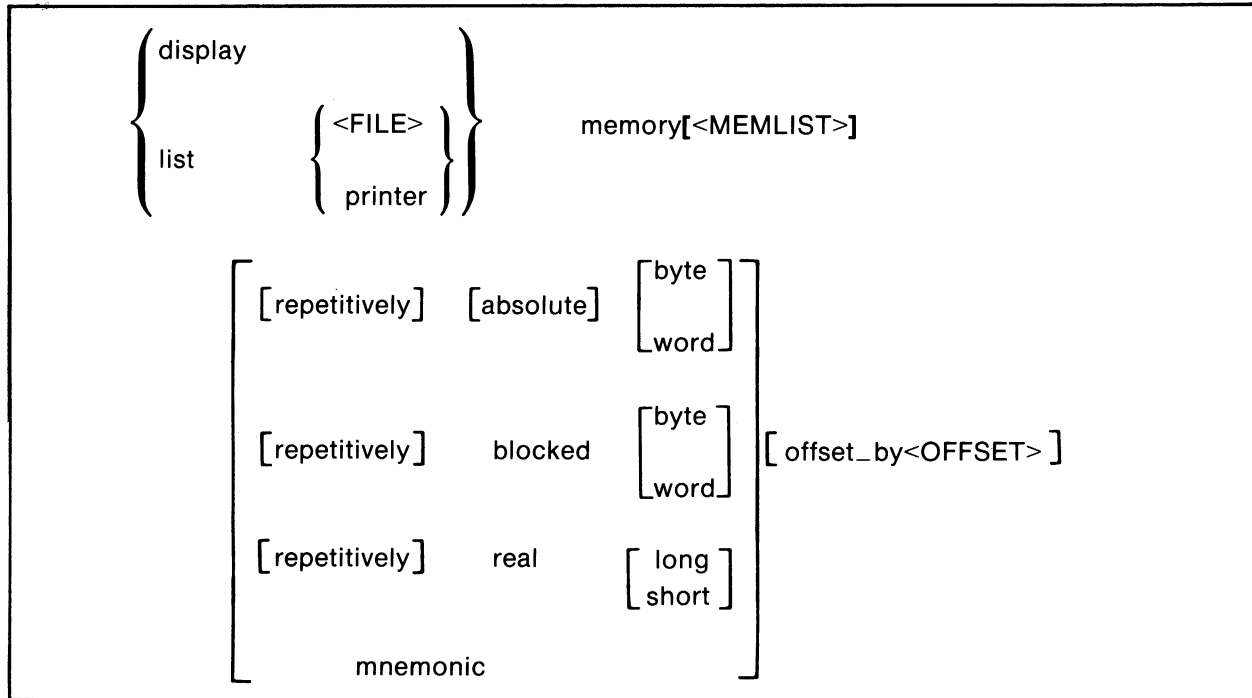 display
list
<FILE>
printer
memory[<MEMLIST>]
[repetitively] [absolute] [byte
word]
[repetitively] blocked [byte
word]
[offset_by<OFFSET>]
[repetitively] real [long
short]
mnemonic